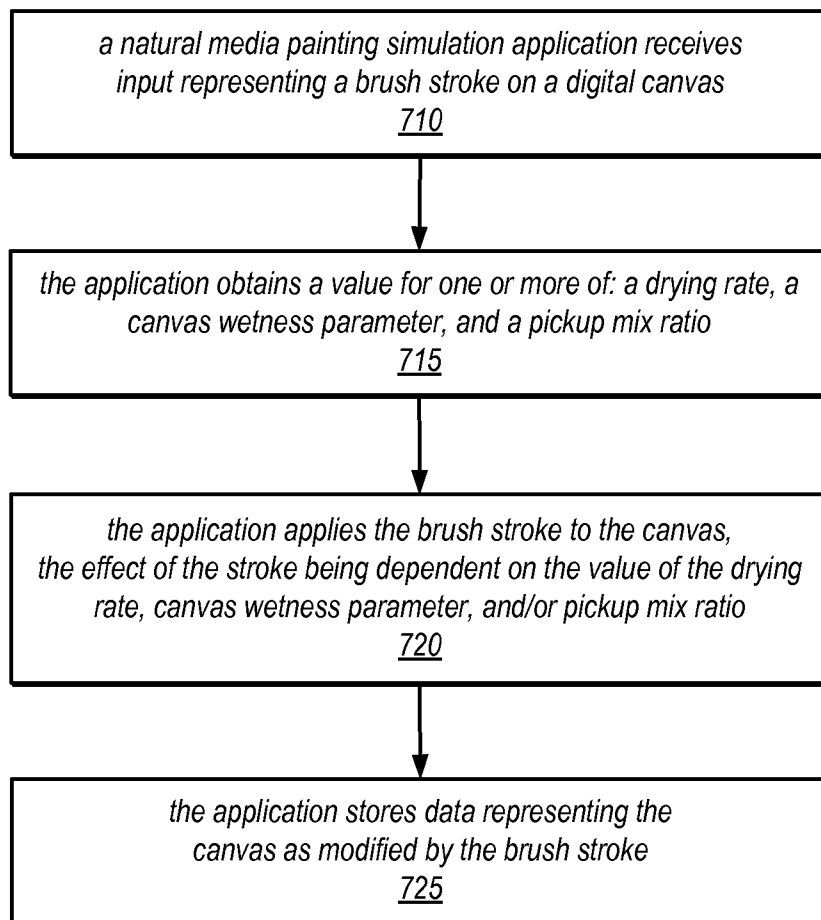 a natural media painting simulation application receives
input representing a brush stroke on a digital canvas
710
the application obtains a value for one or more of: a drying rate, a
canvas wetness parameter, and a pickup mix ratio
715
the application applies the brush stroke to the canvas,
the effect of the stroke being dependent on the value of the drying
rate, canvas wetness parameter, and/or pickup mix ratio
720
the application stores data representing the
canvas as modified by the brush stroke
725